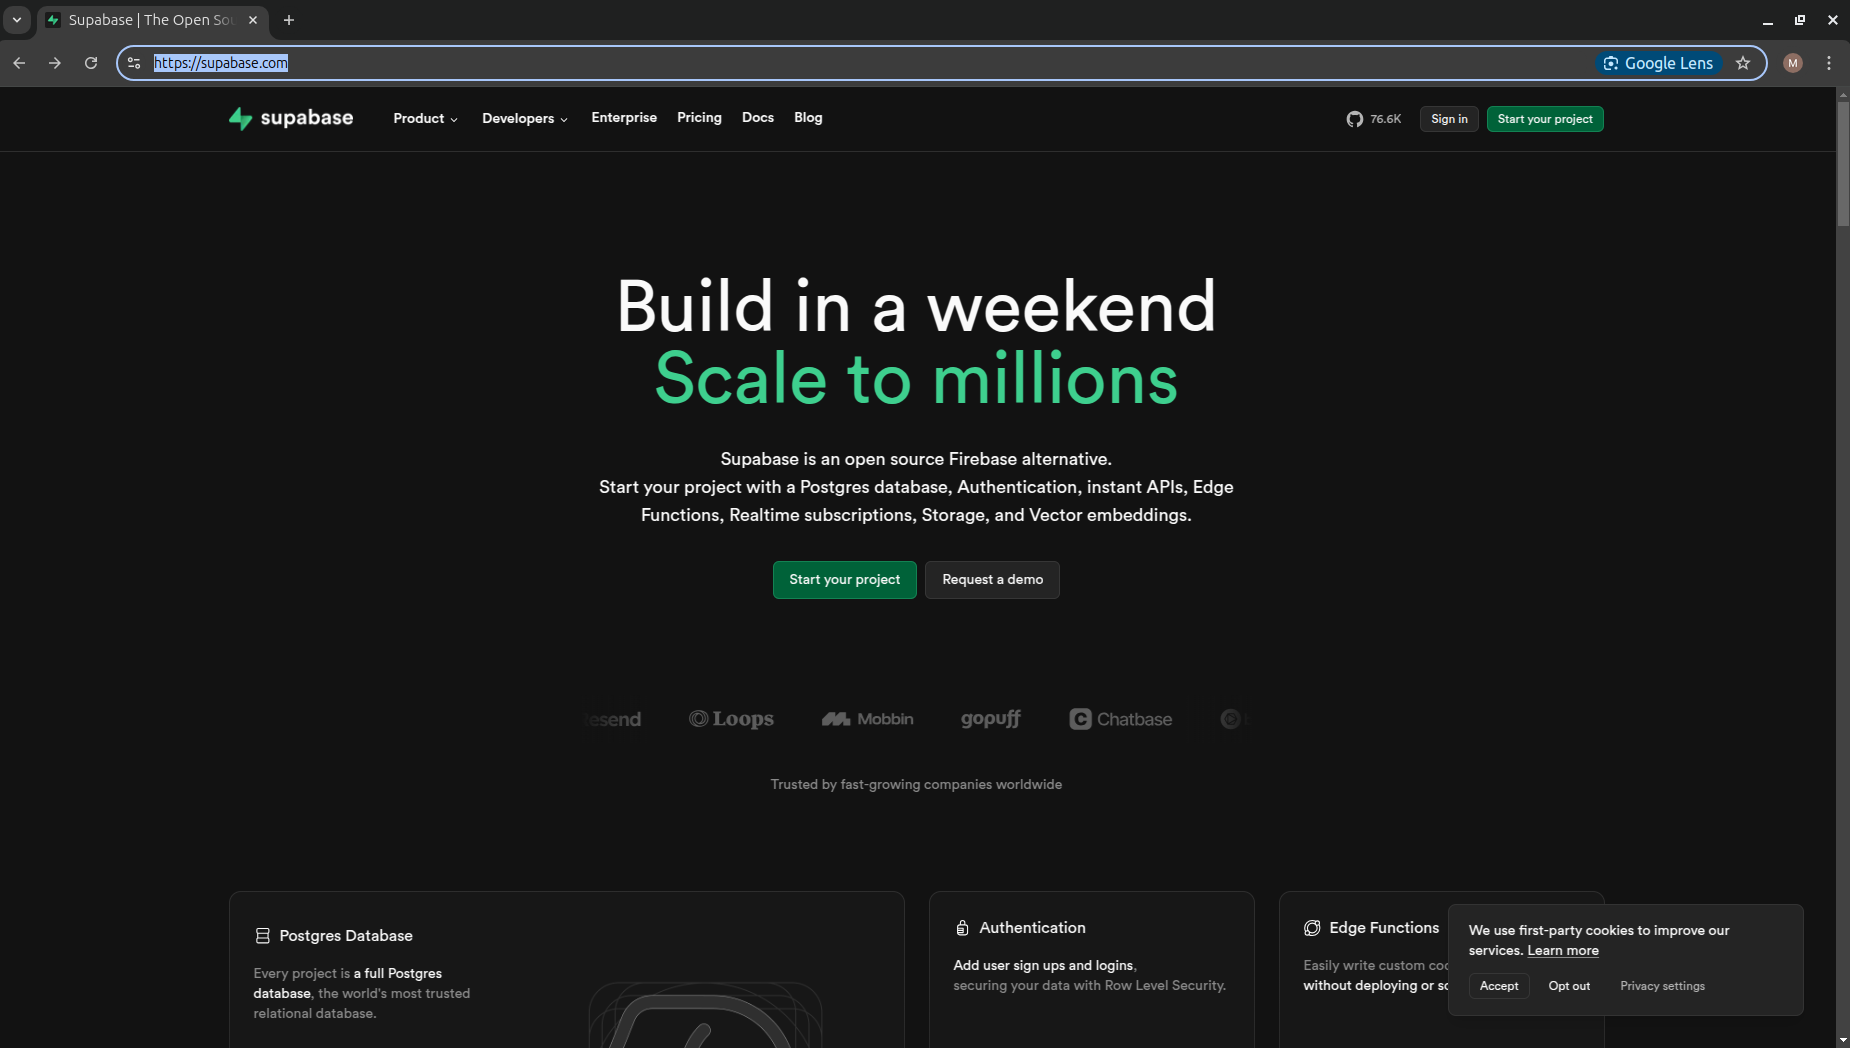 Supabase | The Open Sou
https://supabase.com
Google Lens
M
supabase
Product
Developers
Enterprise
Pricing
Docs
Blog
76.6K
Sign in
Start your project
Build in a weekend
Scale to millions
Supabase is an open source Firebase alternative.
Start your project with a Postgres database, Authentication, instant APIs, Edge
Functions, Realtime subscriptions, Storage, and Vector embeddings.
Start your project
Request a demo
esend
Loops
Mobbin
gopuff
Chatbase
Trusted by fast-growing companies worldwide
Postgres Database
Every project is a full Postgres
database, the world's most trusted
relational database.
Authentication
Add user sign ups and logins,
securing your data with Row Level Security.
Edge Functions
Easily write custom co
without deploying or sc
We use first-party cookies to improve our
services. Learn more
Accept
Opt out
Privacy settings